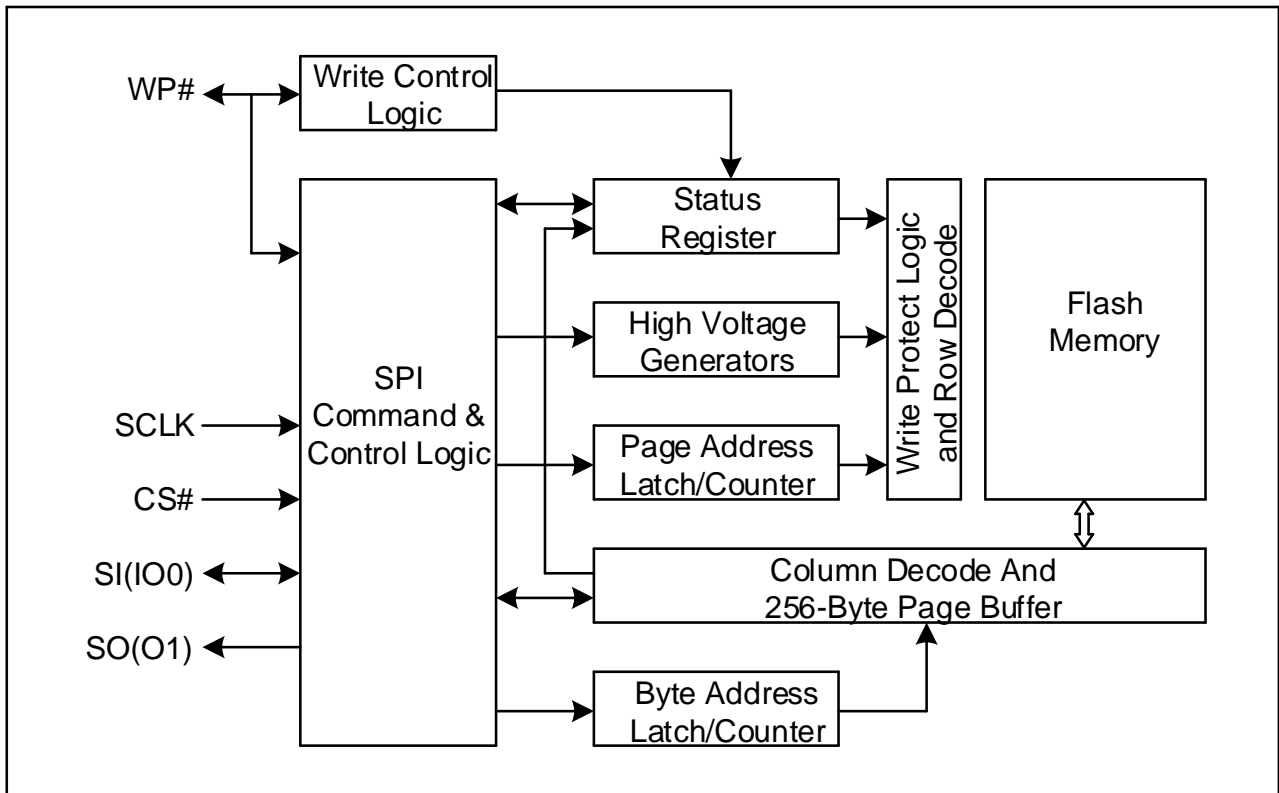 WP#
Write Control
Logic
Status
Register
High Voltage
Generators
Page Address
Latch/Counter
Write Protect Logic
and Row Decode
Flash
Memory
SPI
Command &
Control Logic
SCLK
CS#
SI(IO0)
SO(O1)
Column Decode And
256-Byte Page Buffer
Byte Address
Latch/Counter